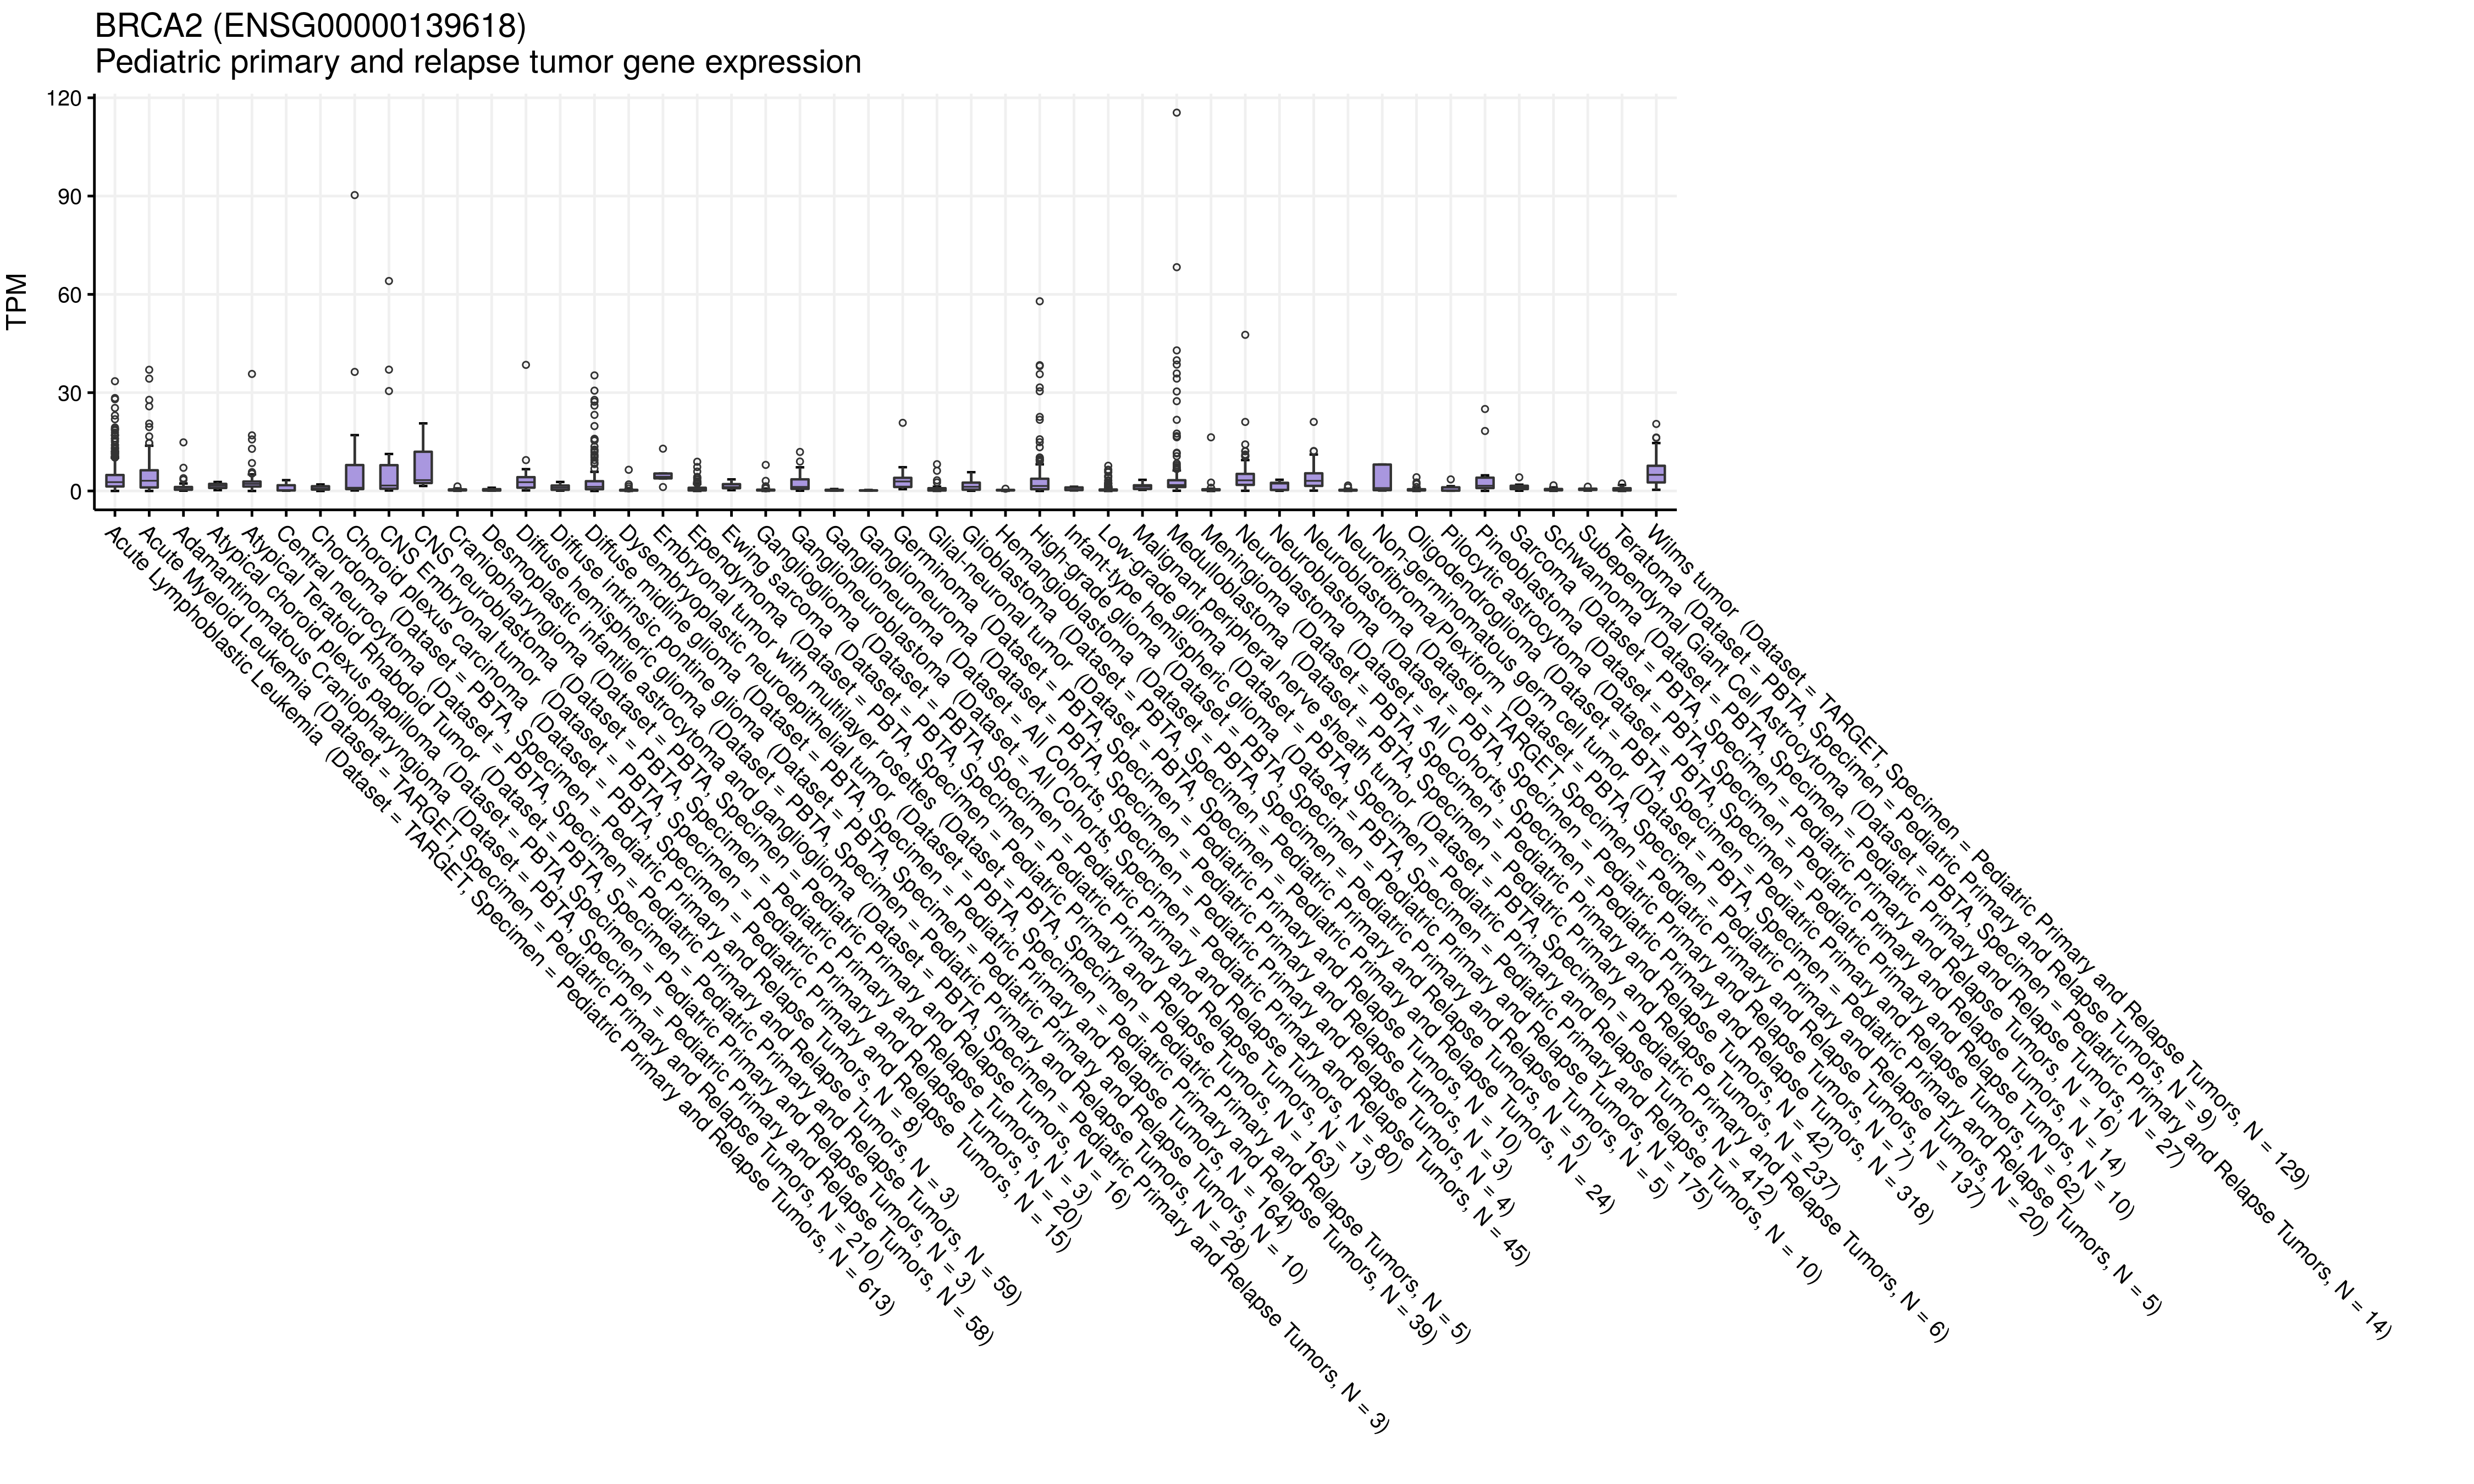 BRCA2 (ENSG00000139618)
Pediatric primary and relapse tumor gene expression
TPM
120
90
60
30
0
Acute Lymphoblastic Leukemia (Dataset = TARGET, Specimen = Pediatric Primary and Relapse Tumors, N = 613)
Acute Myeloid Leukemia (Dataset = TARGET, Specimen = Pediatric Primary and Relapse Tumors, N = 210)
Adamantinomatous Craniopharyngioma (Dataset = PBTA, Specimen = Pediatric Primary and Relapse Tumors, N = 58)
Atypical choroid plexus papilloma (Dataset = PBTA, Specimen = Pediatric Primary and Relapse Tumors, N = 3)
Atypical Teratoid Rhabdoid Tumor (Dataset = PBTA, Specimen = Pediatric Primary and Relapse Tumors, N = 59)
Central neurocytoma (Dataset = PBTA, Specimen = Pediatric Primary and Relapse Tumors, N = 3)
Chordoma (Dataset = PBTA, Specimen = Pediatric Primary and Relapse Tumors, N = 8)
Choroid plexus carcinoma (Dataset = PBTA, Specimen = Pediatric Primary and Relapse Tumors, N = 15)
CNS Embryonal tumor (Dataset = PBTA, Specimen = Pediatric Primary and Relapse Tumors, N = 20)
CNS neuroblastoma (Dataset = PBTA, Specimen = Pediatric Primary and Relapse Tumors, N = 3)
Craniopharyngioma (Dataset = PBTA, Specimen = Pediatric Primary and Relapse Tumors, N = 16)
Desmoplastic infantile astrocytoma and ganglioglioma (Dataset = PBTA, Specimen = Pediatric Primary and Relapse Tumors, N = 3)
Diffuse hemispheric glioma (Dataset = PBTA, Specimen = Pediatric Primary and Relapse Tumors, N = 28)
Diffuse intrinsic pontine glioma (Dataset = PBTA, Specimen = Pediatric Primary and Relapse Tumors, N = 10)
Diffuse midline glioma (Dataset = PBTA, Specimen = Pediatric Primary and Relapse Tumors, N = 164)
Dysembryoplastic neuroepithelial tumor (Dataset = PBTA, Specimen = Pediatric Primary and Relapse Tumors, N = 39)
Embryonal tumor with multilayer rosettes (Dataset = PBTA, Specimen = Pediatric Primary and Relapse Tumors, N = 5)
Ependymoma (Dataset = PBTA, Specimen = Pediatric Primary and Relapse Tumors, N = 163)
Ewing sarcoma (Dataset = PBTA, Specimen = Pediatric Primary and Relapse Tumors, N = 13)
Ganglioglioma (Dataset = PBTA, Specimen = Pediatric Primary and Relapse Tumors, N = 80)
Ganglioneuroblastoma (Dataset = All Cohorts, Specimen = Pediatric Primary and Relapse Tumors, N = 45)
Ganglioneuroma (Dataset = All Cohorts, Specimen = Pediatric Primary and Relapse Tumors, N = 4)
Ganglioneuroma (Dataset = PBTA, Specimen = Pediatric Primary and Relapse Tumors, N = 3)
Germinoma (Dataset = PBTA, Specimen = Pediatric Primary and Relapse Tumors, N = 10)
Glial-neuronal tumor (Dataset = PBTA, Specimen = Pediatric Primary and Relapse Tumors, N = 24)
Glioblastoma (Dataset = PBTA, Specimen = Pediatric Primary and Relapse Tumors, N = 5)
Hemangioblastoma (Dataset = PBTA, Specimen = Pediatric Primary and Relapse Tumors, N = 5)
High-grade glioma (Dataset = PBTA, Specimen = Pediatric Primary and Relapse Tumors, N = 175)
Infant-type hemispheric glioma (Dataset = PBTA, Specimen = Pediatric Primary and Relapse Tumors, N = 10)
Low-grade glioma (Dataset = PBTA, Specimen = Pediatric Primary and Relapse Tumors, N = 412)
Malignant peripheral nerve sheath tumor (Dataset = PBTA, Specimen = Pediatric Primary and Relapse Tumors, N = 6)
Medulloblastoma (Dataset = PBTA, Specimen = Pediatric Primary and Relapse Tumors, N = 237)
Meningioma (Dataset = PBTA, Specimen = Pediatric Primary and Relapse Tumors, N = 42)
Neuroblastoma (Dataset = All Cohorts, Specimen = Pediatric Primary and Relapse Tumors, N = 318)
Neuroblastoma (Dataset = PBTA, Specimen = Pediatric Primary and Relapse Tumors, N = 7)
Neuroblastoma (Dataset = TARGET, Specimen = Pediatric Primary and Relapse Tumors, N = 137)
Neurofibroma/Plexiform (Dataset = PBTA, Specimen = Pediatric Primary and Relapse Tumors, N = 20)
Non-germinomatous germ cell tumor (Dataset = PBTA, Specimen = Pediatric Primary and Relapse Tumors, N = 5)
Oligodendroglioma (Dataset = PBTA, Specimen = Pediatric Primary and Relapse Tumors, N = 62)
Pilocytic astrocytoma (Dataset = PBTA, Specimen = Pediatric Primary and Relapse Tumors, N = 10)
Pineoblastoma (Dataset = PBTA, Specimen = Pediatric Primary and Relapse Tumors, N = 14)
Sarcoma (Dataset = PBTA, Specimen = Pediatric Primary and Relapse Tumors, N = 16)
Schwannoma (Dataset = PBTA, Specimen = Pediatric Primary and Relapse Tumors, N = 27)
Subependymal Giant Cell Astrocytoma (Dataset = PBTA, Specimen = Pediatric Primary and Relapse Tumors, N = 14)
Teratoma (Dataset = PBTA, Specimen = Pediatric Primary and Relapse Tumors, N = 9)
Wilms tumor (Dataset = TARGET, Specimen = Pediatric Primary and Relapse Tumors, N = 129)